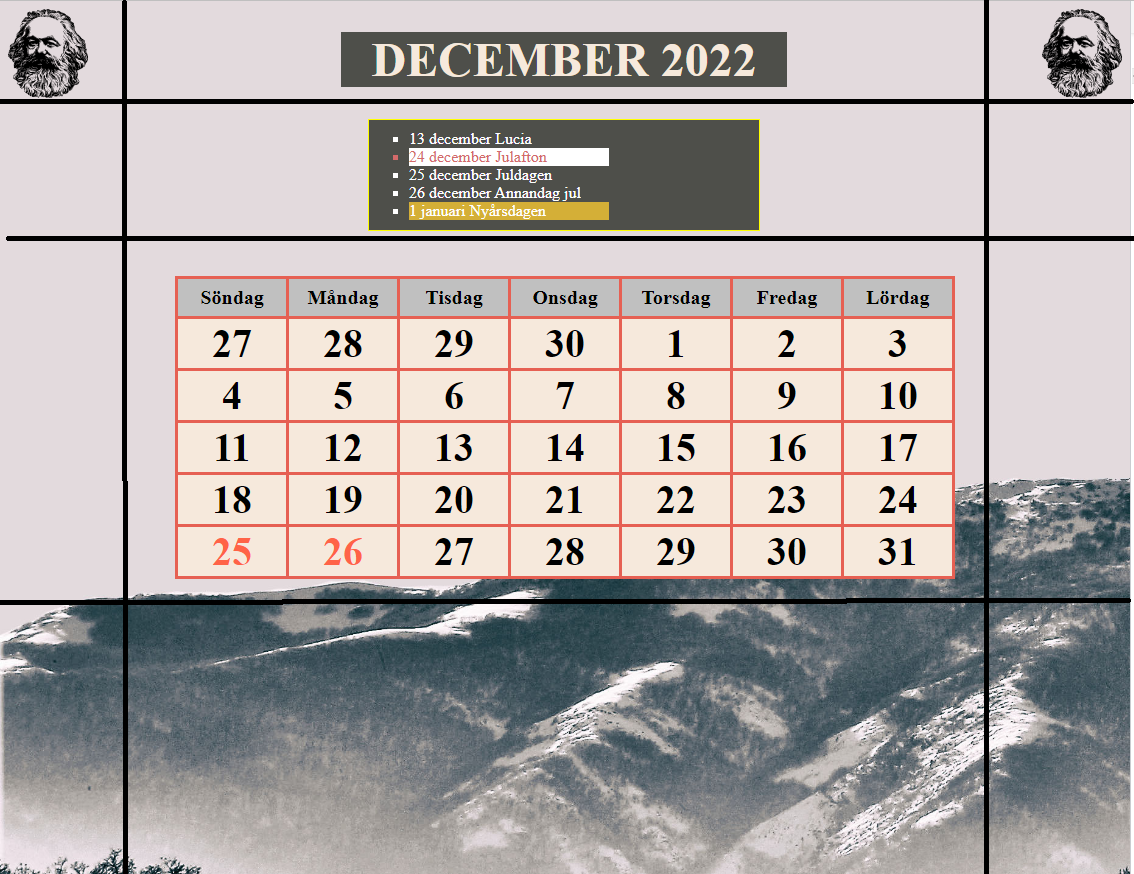 DECEMBER 2022
13 december Lucia
24 december Julafton
25 december Juldagen
26 december Annandag jul
1 januari Nyårsdagen
Söndag Måndag Tisdag Onsdag Torsdag Fredag Lördag
27 28 29 30 1 2 3
4 5 6 7 8 9 10
11 12 13 14 15 16 17
18 19 20 21 22 23 24
25 26 27 28 29 30 31